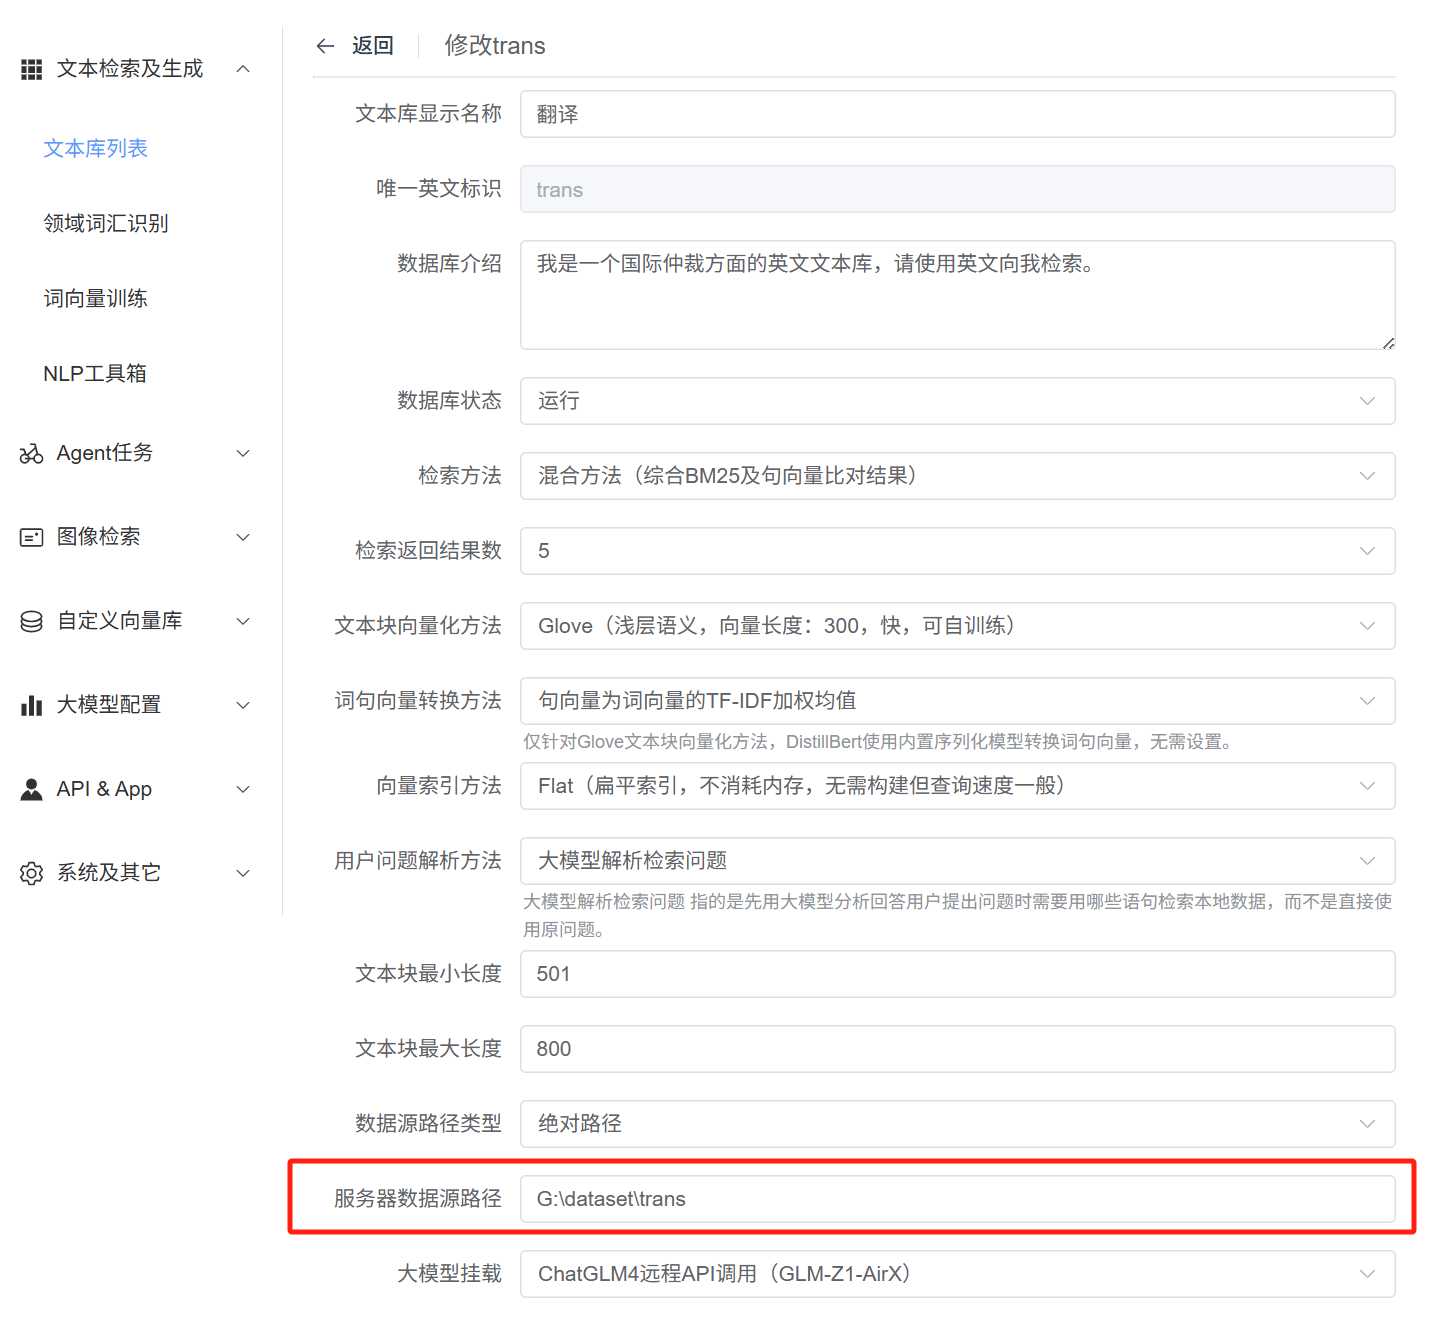 文本检索及生成
文本库列表
领域词汇识别
词向量训练
NLP工具箱
Agent任务
图像检索
自定义向量库
大模型配置
API & App
系统及其它
返回
修改trans
文本库显示名称
翻译
唯一英文标识
trans
数据库介绍
我是一个国际仲裁方面的英文文本库，请使用英文向我检索。
数据库状态
运行
检索方法
混合方法（综合BM25及句向量比对结果）
检索返回结果数
5
文本块向量化方法
Glove（浅层语义，向量长度：300，快，可自训练）
词句向量转换方法
句向量为词向量的TF-IDF加权均值
仅针对Glove文本块向量化方法，DistillBert使用内置序列化模型转换词句向量，无需设置。
向量索引方法
Flat（扁平索引，不消耗内存，无需构建但查询速度一般）
用户问题解析方法
大模型解析检索问题
大模型解析检索问题 指的是先用大模型分析回答用户提出问题时需要用哪些语句检索本地数据，而不是直接使
用原问题。
文本块最小长度
501
文本块最大长度
800
数据源路径类型
绝对路径
服务器数据源路径
G:\dataset\trans
大模型挂载
ChatGLM4远程API调用（GLM-Z1-AirX）